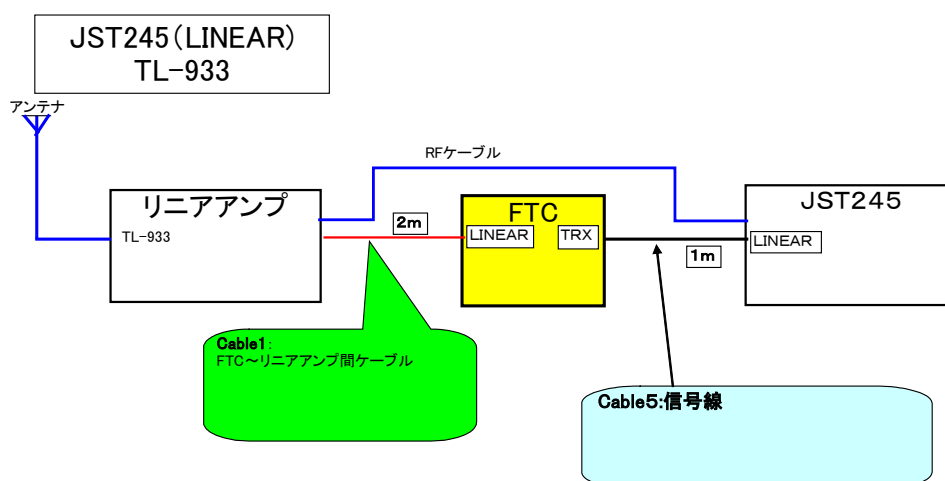 JST245(LINEAR)
TL-933
アンテナ
RFケーブル
リニアアンプ
TL-933
2m
FTC
LINEAR
TRX
1m
JST245
LINEAR
Cable1:
FTC～リニアアンプ間ケーブル
Cable5:信号線